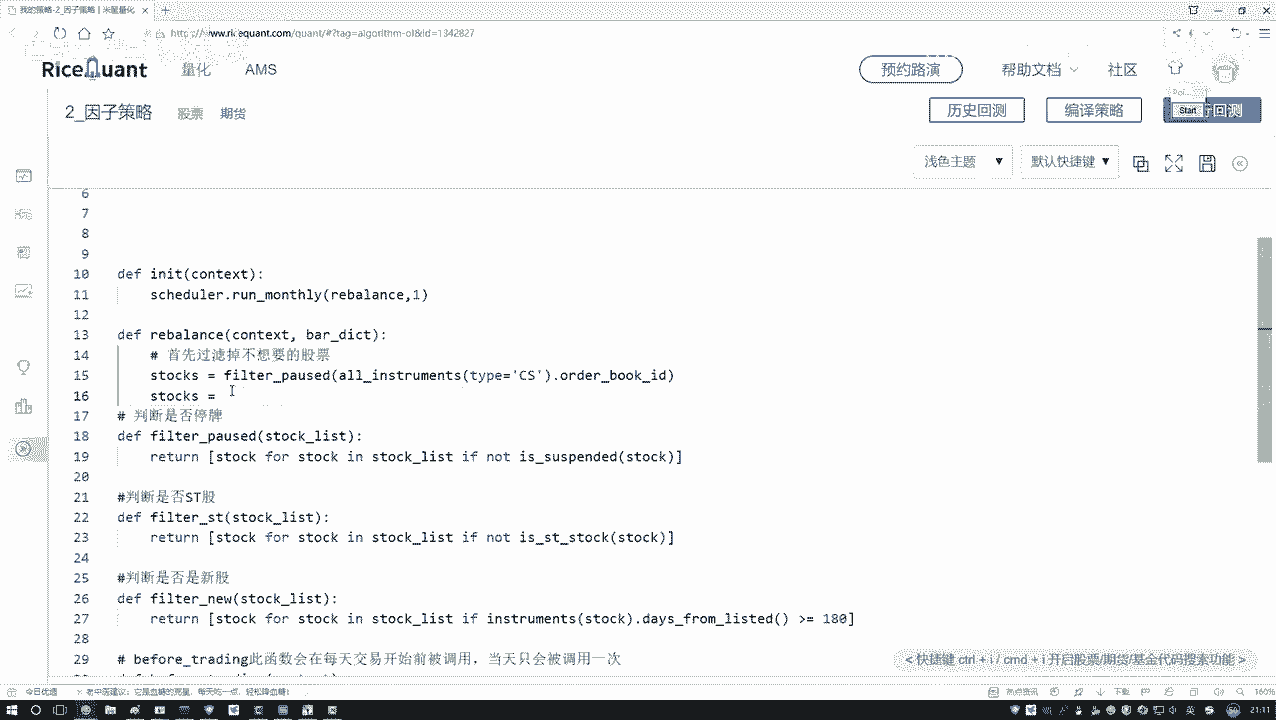 我的策略-2_因子策略 | 米筐量化
http://www.ricequant.com/quant/#?tag=algorithm-ol&id=1342827
RiceQuant 量化 AMS 预约路演 帮助文档 社区
2_因子策略 股票 期货 历史回测 编译策略 回测
Start
浅色主题 默认快捷键
6
7
8
9
10 def init(context):
11 scheduler.run_monthly(rebalance,1)
12
13 def rebalance(context, bar_dict):
14 # 首先过滤掉不想要的股票
15 stocks = filter_paused(all_instruments(type='CS').order_book_id)
16 stocks =
17 # 判断是否停牌
18 def filter_paused(stock_list):
19 return [stock for stock in stock_list if not is_suspended(stock)]
20
21 #判断是否ST股
22 def filter_st(stock_list):
23 return [stock for stock in stock_list if not is_st_stock(stock)]
24
25 #判断是否是新股
26 def filter_new(stock_list):
27 return [stock for stock in stock_list if instruments(stock).days_from_listed() >= 180]
28
29 # before_trading此函数会在每天交易开始前被调用，当天只会被调用一次
<快捷键 ctrl + i / cmd + i 开启股票/期货/基金代码搜索功能 >
今日优选 热点资讯 下载 160%
21:11